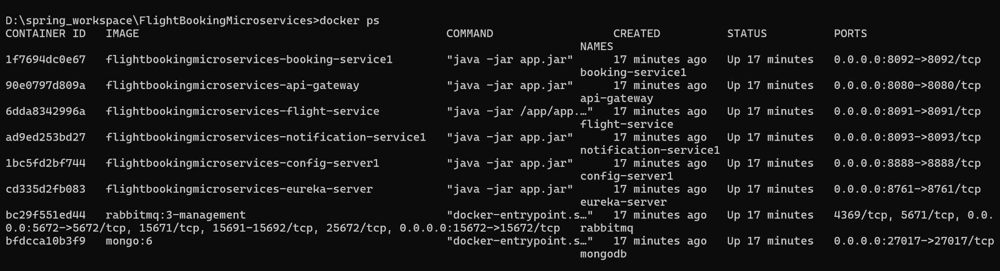 D:\spring_workspace\FlightBookingMicroservices>docker ps
CONTAINER ID   IMAGE                                              COMMAND                  CREATED          STATUS          PORTS
NAMES
1f7694dc0e67   flightbookingmicroservices-booking-service1        "java -jar app.jar"      17 minutes ago   Up 17 minutes   0.0.0.0:8092->8092/tcp
booking-service1
90e0797d809a   flightbookingmicroservices-api-gateway             "java -jar app.jar"      17 minutes ago   Up 17 minutes   0.0.0.0:8080->8080/tcp
api-gateway
6dda8342996a   flightbookingmicroservices-flight-service          "java -jar /app/app.…"   17 minutes ago   Up 17 minutes   0.0.0.0:8091->8091/tcp
flight-service
ad9ed253bd27   flightbookingmicroservices-notification-service1   "java -jar app.jar"      17 minutes ago   Up 17 minutes   0.0.0.0:8093->8093/tcp
notification-service1
1bc5fd2bf744   flightbookingmicroservices-config-server1          "java -jar app.jar"      17 minutes ago   Up 17 minutes   0.0.0.0:8888->8888/tcp
config-server1
cd335d2fb083   flightbookingmicroservices-eureka-server           "java -jar app.jar"      17 minutes ago   Up 17 minutes   0.0.0.0:8761->8761/tcp
eureka-server
bc29f551ed44   rabbitmq:3-management                              "docker-entrypoint.s…"   17 minutes ago   Up 17 minutes   4369/tcp, 5671/tcp, 0.0.
0.0:5672->5672/tcp, 15671/tcp, 15691-15692/tcp, 25672/tcp, 0.0.0.0:15672->15672/tcp   rabbitmq
bfdcca10b3f9   mongo:6                                            "docker-entrypoint.s…"   17 minutes ago   Up 17 minutes   0.0.0.0:27017->27017/tcp
mongodb